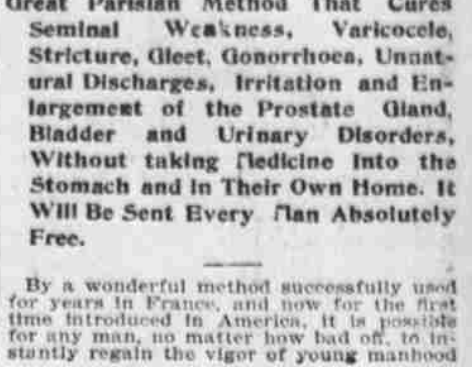 Great Parisian Method That Cures
Seminal Weakness, Varicocele,
Stricture, Gleet, Gonorrhoea, Unnat-
ural Discharges, Irritation and En-
largement of the Prostate Gland,
Bladder and Urinary Disorders,
Without taking Medicine Into the
Stomach and in Their Own Home. It
Will Be Sent Every Man Absolutely
Free.
By a wonderful method successfully used
for years in France, and now for the first
time introduced in America, it is possible
for any man, no matter how bad off, to in-
stantly regain the vigor of young manhood